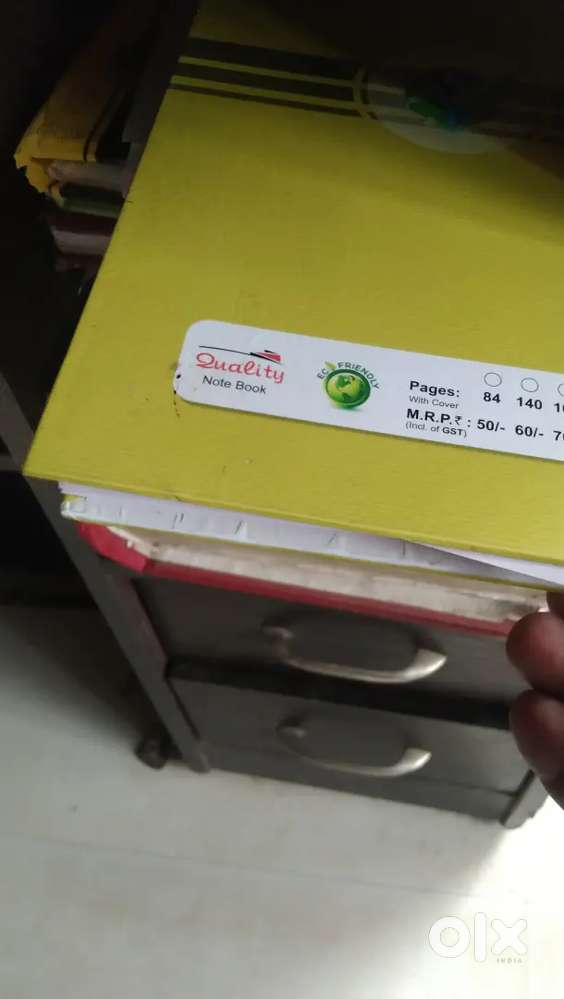 Quality
Note Book
ECO FRIENDLY
Pages:
With Cover
84 140
M.R.P.₹ : 50/- 60/-
(Incl. of GST)
OLX
INDIA